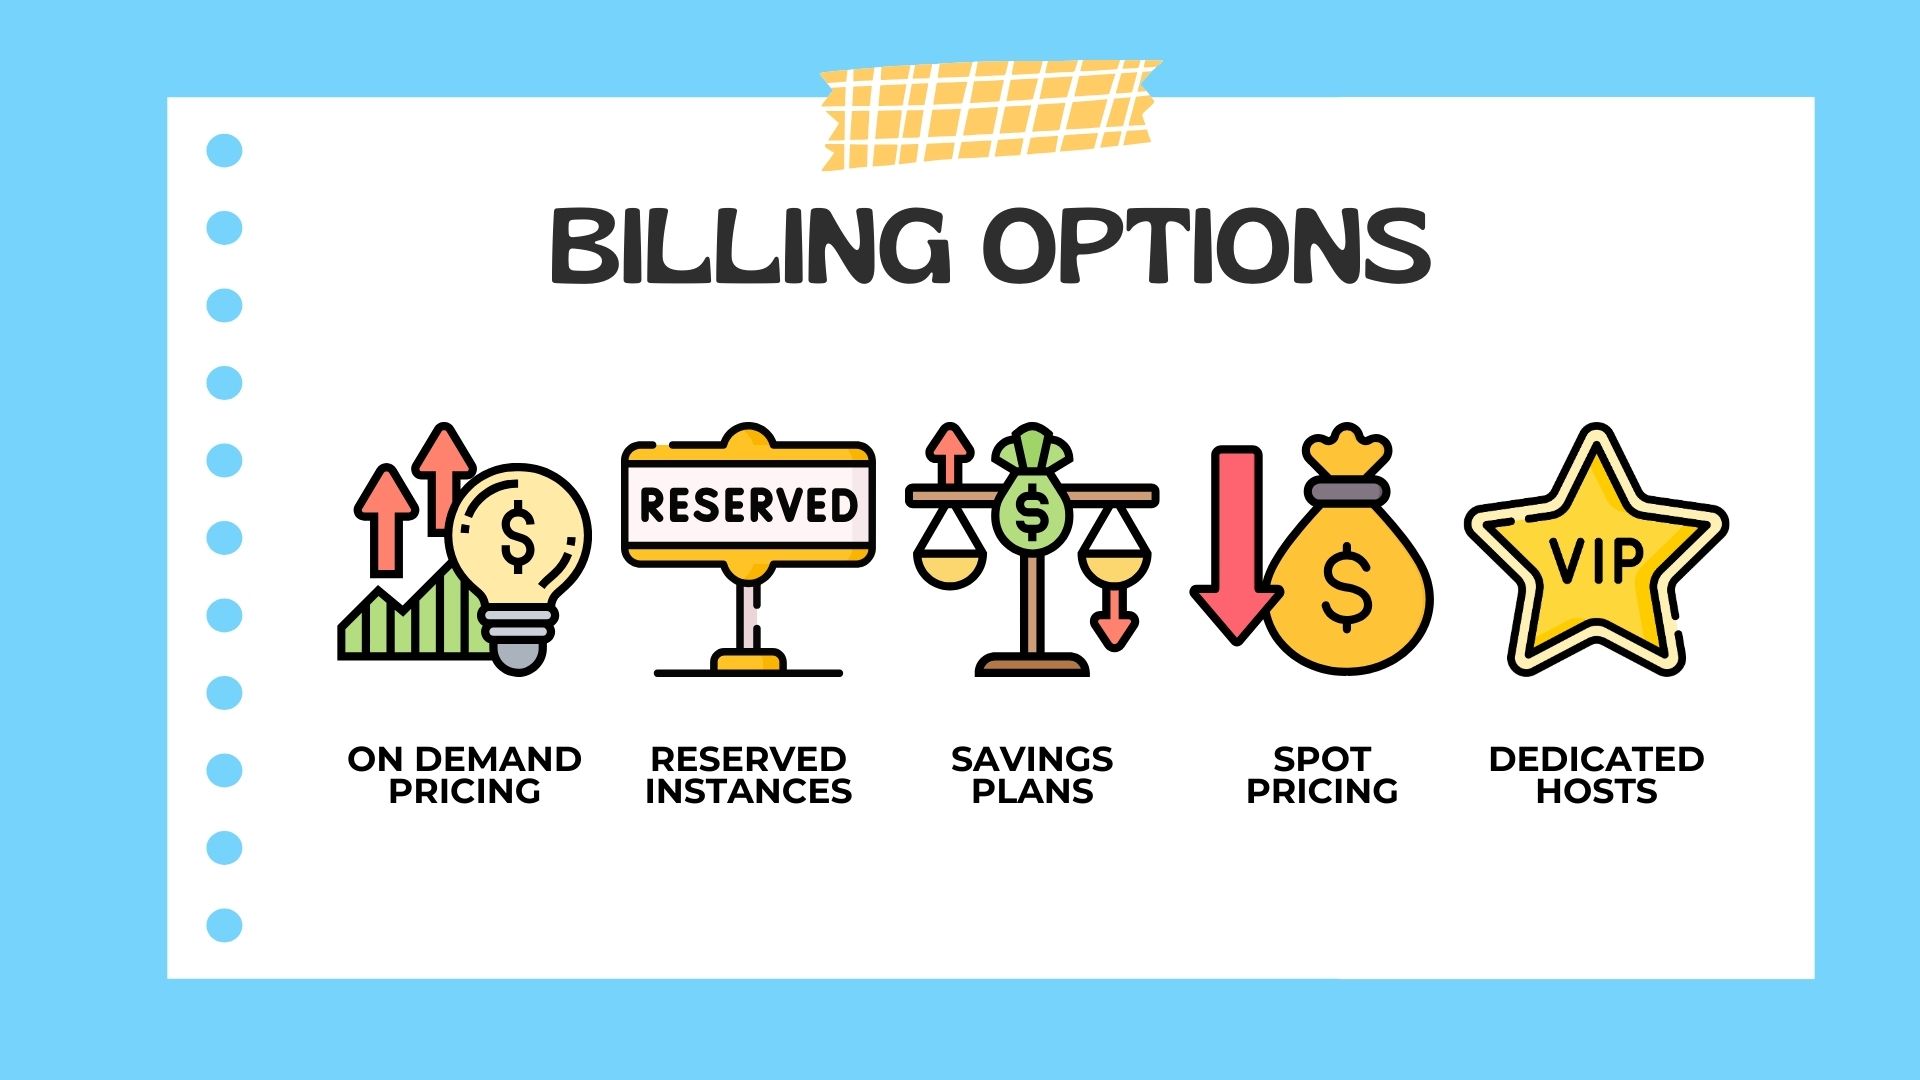 BILLING OPTIONS
$
RESERVED
$
$
VIP
ON DEMAND
PRICING
RESERVED
INSTANCES
SAVINGS
PLANS
SPOT
PRICING
DEDICATED
HOSTS